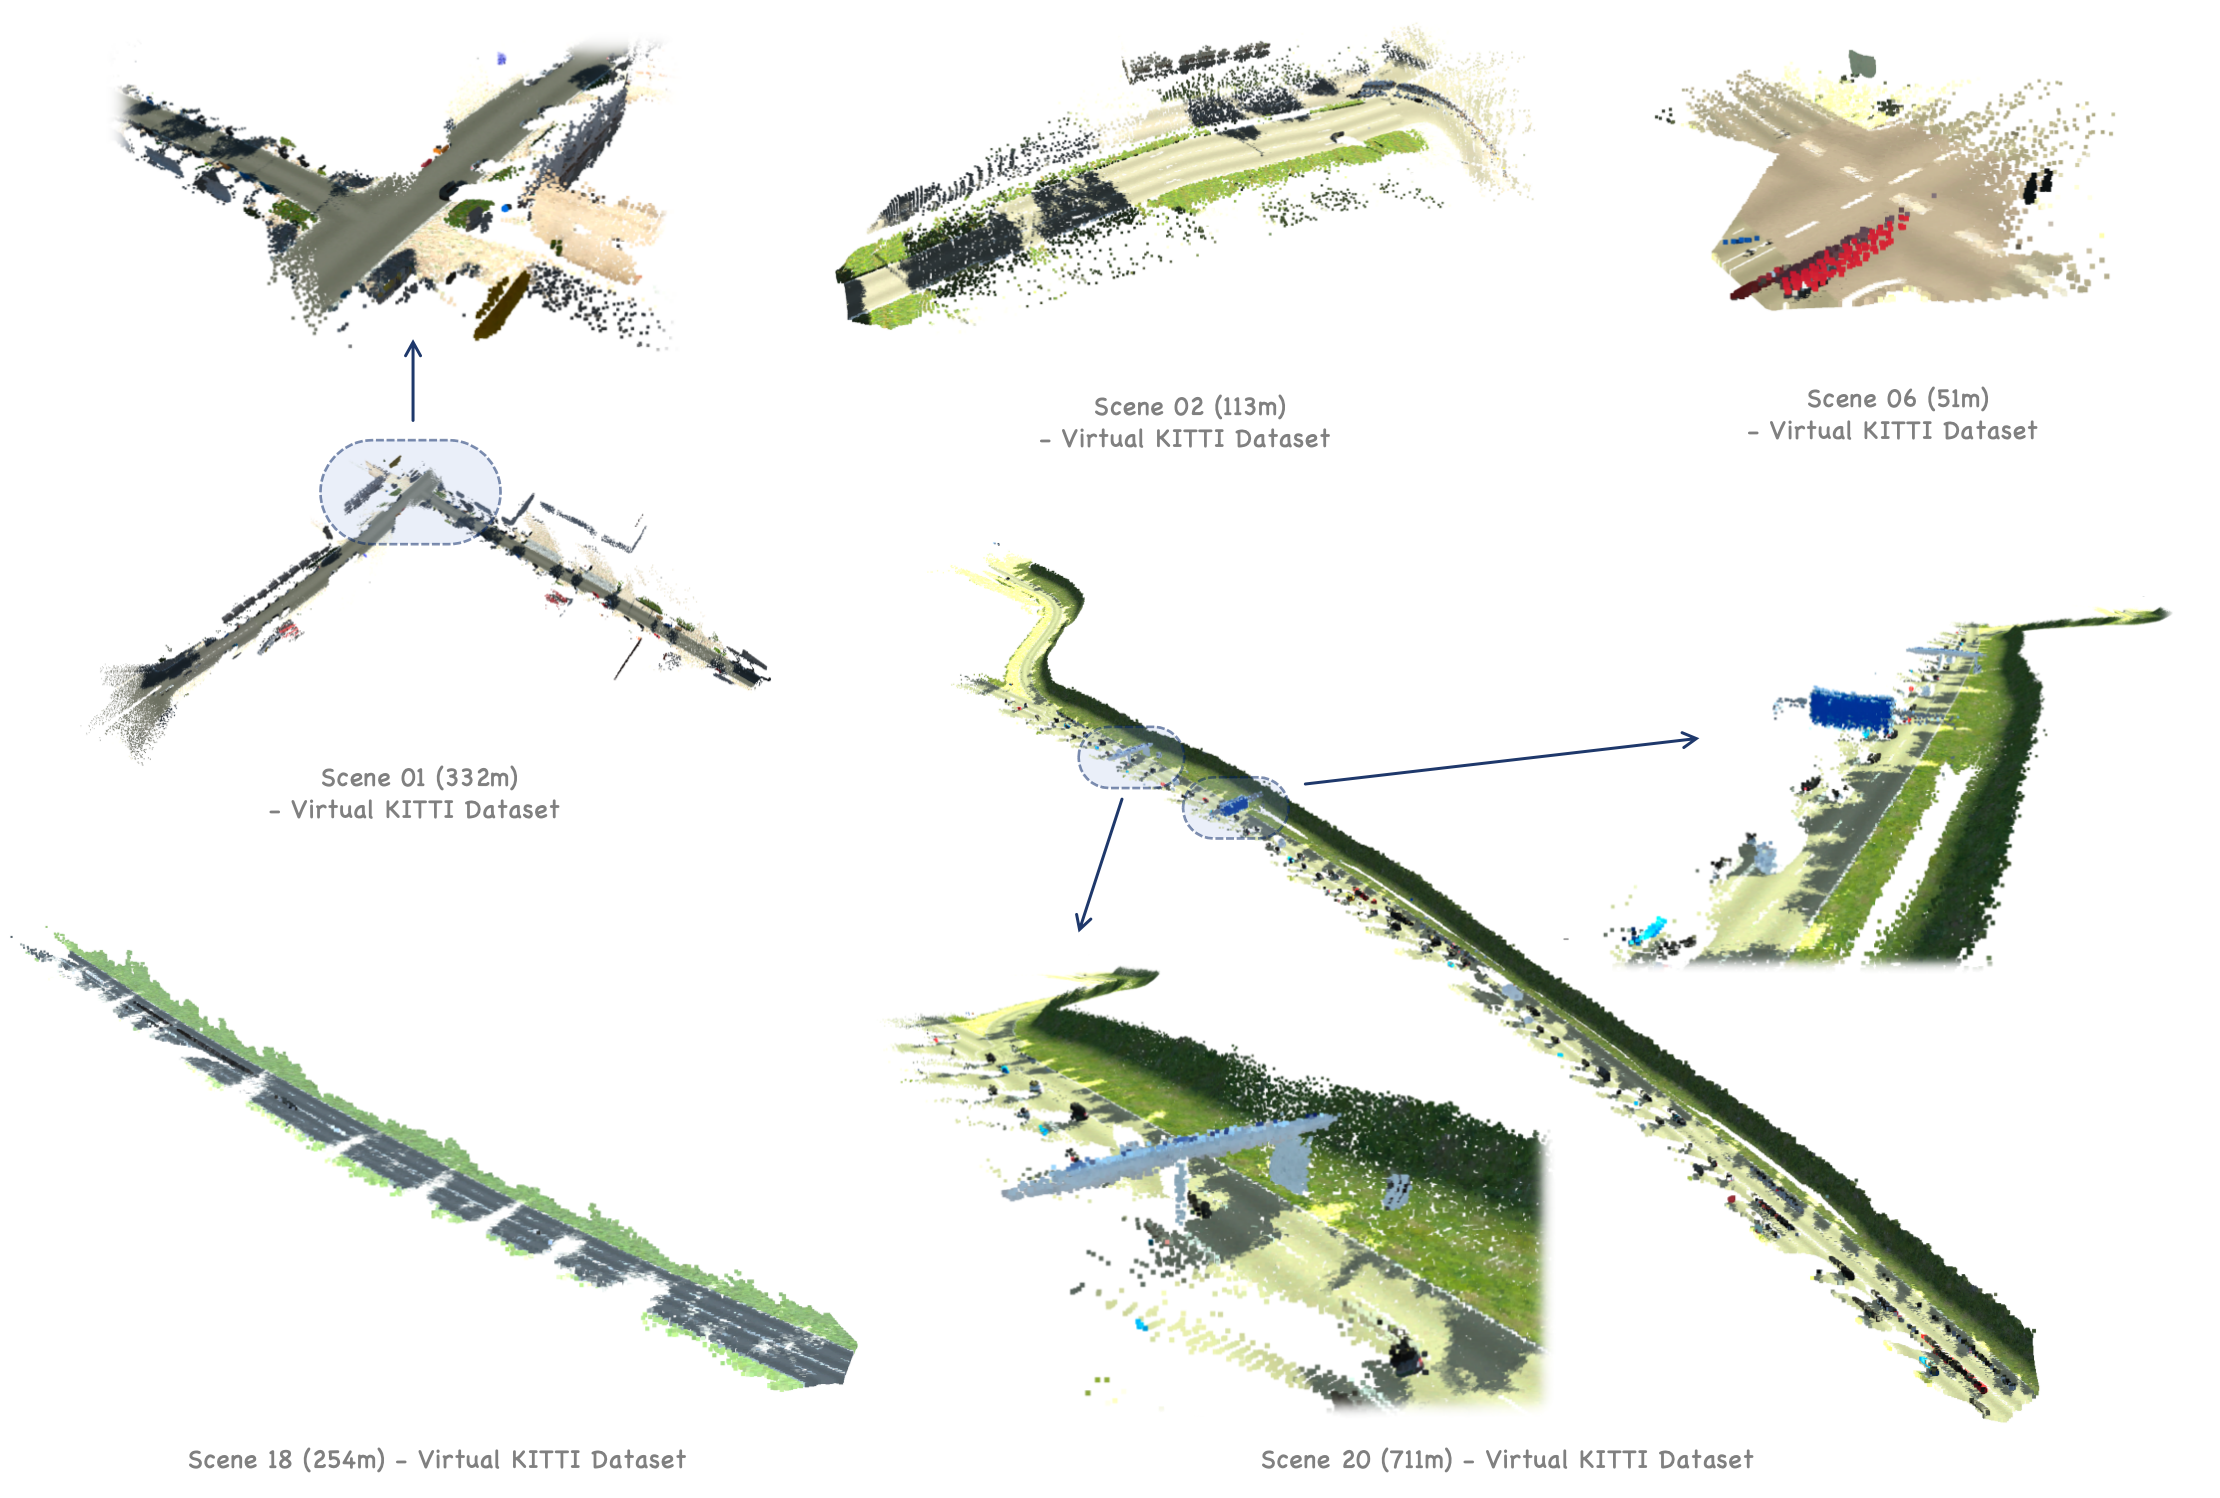 Scene 02 (113m)
- Virtual KITTI Dataset
Scene 06 (51m)
- Virtual KITTI Dataset
Scene 01 (332m)
- Virtual KITTI Dataset
Scene 18 (254m) - Virtual KITTI Dataset
Scene 20 (711m) - Virtual KITTI Dataset